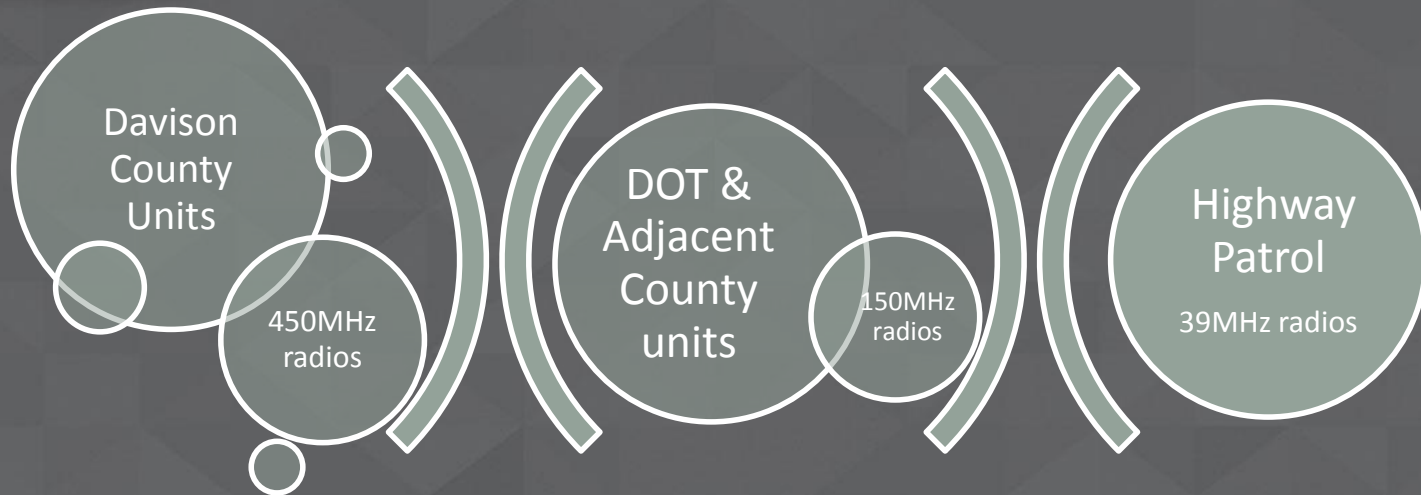 Davison
County
Units
450MHz
radios
DOT &
Adjacent
County
units
150MHz
radios
Highway
Patrol
39MHz radios